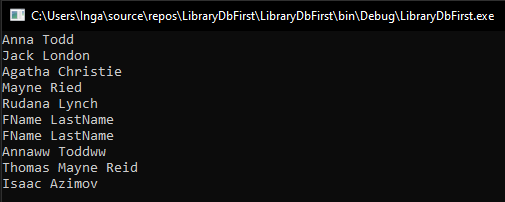 C:\Users\Inga\source\repos\LibraryDbFirst\LibraryDbFirst\bin\Debug\LibraryDbFirst.exe
Anna Todd
Jack London
Agatha Christie
Mayne Ried
Rudana Lynch
FName LastName
FName LastName
Annaww Toddww
Thomas Mayne Reid
Isaac Azimov